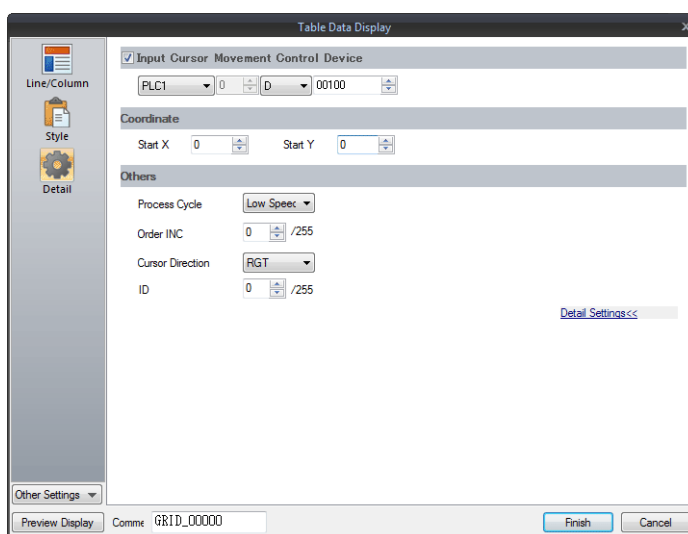 Table Data Display
Input Cursor Movement Control Device
PLC1 0 D 00100
Line/Column
Coordinate
Start X 0 Start Y 0
Style
Others
Detail
Process Cycle Low Speec
Order INC 0 /255
Cursor Direction RGT
ID 0 /255
Detail Settings<<
Other Settings
Preview Display Comme GRID_00000 Finish Cancel